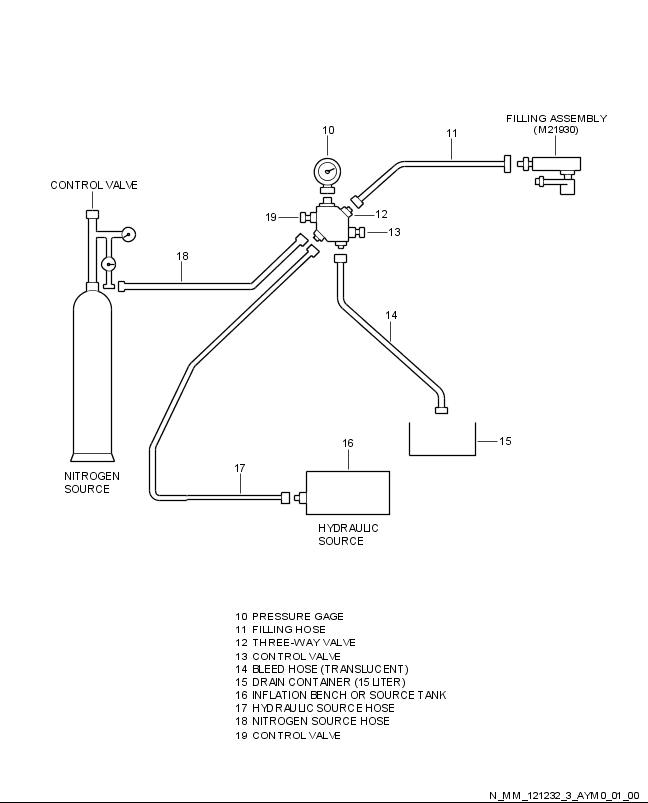 10
11
FILLING ASSEMBLY
(M21930)
CONTROL VALVE
19
12
13
18
14
15
16
17
NITROGEN
SOURCE
HYDRAULIC
SOURCE
10 PRESSURE GAGE
11 FILLING HOSE
12 THREE-WAY VALVE
13 CONTROL VALVE
14 BLEED HOSE (TRANSLUCENT)
15 DRAIN CONTAINER (15 LITER)
16 INFLATION BENCH OR SOURCE TANK
17 HYDRAULIC SOURCE HOSE
18 NITROGEN SOURCE HOSE
19 CONTROL VALVE
N_MM_121232_3_AYM0_01_00